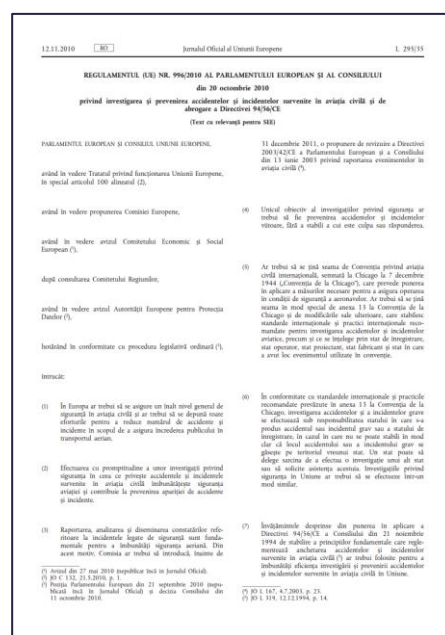 12.11.2010
RO
Jurnalul Oficial al Uniunii Europene
L 295/35
REGULAMENTUL (UE) NR. 996/2010 AL PARLAMENTULUI EUROPEAN ȘI AL CONSILIULUI
din 20 octombrie 2010
privind investigarea și prevenirea accidentelor și incidentelor survenite în aviația civilă și de
abrogare a Directivei 94/56/CE
(Text cu relevanță pentru SEE)
PARLAMENTUL EUROPEAN ȘI CONSILIUL UNIUNII EUROPENE,
având în vedere Tratatul privind funcționarea Uniunii Europene,
în special articolul 100 alineatul (2),
având în vedere propunerea Comisiei Europene,
având în vedere avizul Comitetului Economic și Social
European (¹),
după consultarea Comitetului Regiunilor,
având în vedere avizul Autorității Europene pentru Protecția
Datelor (²),
hotărând în conformitate cu procedura legislativă ordinară (³),
întrucât:
(1) În Europa ar trebui să se asigure un înalt nivel general de
siguranță în aviația civilă și ar trebui să se depună toate
eforturile pentru a reduce numărul de accidente și
incidente în scopul de a asigura încrederea publicului în
transportul aerian.
(2) Efectuarea cu promptitudine a unor investigații privind
siguranța în ceea ce privește accidentele și incidentele
survenite în aviația civilă îmbunătățește siguranța
aviației și contribuie la prevenirea apariției de accidente
și incidente.
(3) Raportarea, analizarea și diseminarea constatărilor refe-
ritoare la incidentele legate de siguranță sunt funda-
mentale pentru a îmbunătăți siguranța aeriană. Din
acest motiv, Comisia ar trebui să introducă, înainte de
(¹) Avizul din 27 mai 2010 (nepublicat încă în Jurnalul Oficial).
(²) JO C 132, 21.5.2010, p. 1.
(³) Poziția Parlamentului European din 21 septembrie 2010 (nepu-
blicată încă în Jurnalul Oficial) și decizia Consiliului din
11 octombrie 2010.
31 decembrie 2011, o propunere de revizuire a Directivei
2003/42/CE a Parlamentului European și a Consiliului
din 13 iunie 2003 privind raportarea evenimentelor în
aviația civilă (⁴).
(4) Unicul obiectiv al investigațiilor privind siguranța ar
trebui să fie prevenirea accidentelor și incidentelor
viitoare, fără a stabili a cui este culpa sau răspunderea.
(5) Ar trebui să se țină seama de Convenția privind aviația
civilă internațională, semnată la Chicago la 7 decembrie
1944 („Convenția de la Chicago”), care prevede punerea
în aplicare a măsurilor necesare pentru a asigura operarea
în condiții de siguranță a aeronavelor. Ar trebui să se țină
seama în mod special de anexa 13 la Convenția de la
Chicago și de modificările sale ulterioare, care stabilesc
standarde internaționale și practici internaționale reco-
mandate pentru investigarea accidentelor și incidentelor
aviatice, precum și ce se înțelege prin stat de înregistrare,
stat operator, stat proiectant, stat fabricant și stat în care
a avut loc evenimentul utilizate în convenție.
(6) În conformitate cu standardele internaționale și practicile
recomandate prevăzute în anexa 13 la Convenția de la
Chicago, investigarea accidentelor și a incidentelor grave
se efectuează sub responsabilitatea statului în care s-a
produs accidentul sau incidentul grav sau a statului de
înregistrare, în cazul în care nu se poate stabili în mod
clar că locul accidentului sau a incidentului grav se
găsește pe teritoriul vreunui stat. Un stat poate să
delege sarcina de a efectua o investigație unui alt stat
sau să solicite asistența acestuia. Investigațiile privind
siguranța în Uniune ar trebui să se efectueze într-un
mod similar.
(7) Învățămintele desprinse din punerea în aplicare a
Directivei 94/56/CE a Consiliului din 21 noiembrie
1994 de stabilire a principiilor fundamentale care regle-
mentează anchetarea accidentelor și incidentelor
survenite în aviația civilă (⁵) ar trebui folosite pentru a
îmbunătăți eficiența investigării și prevenirii accidentelor
și incidentelor survenite în aviația civilă în Uniune.
(⁴) JO L 167, 4.7.2003, p. 23.
(⁵) JO L 319, 12.12.1994, p. 14.